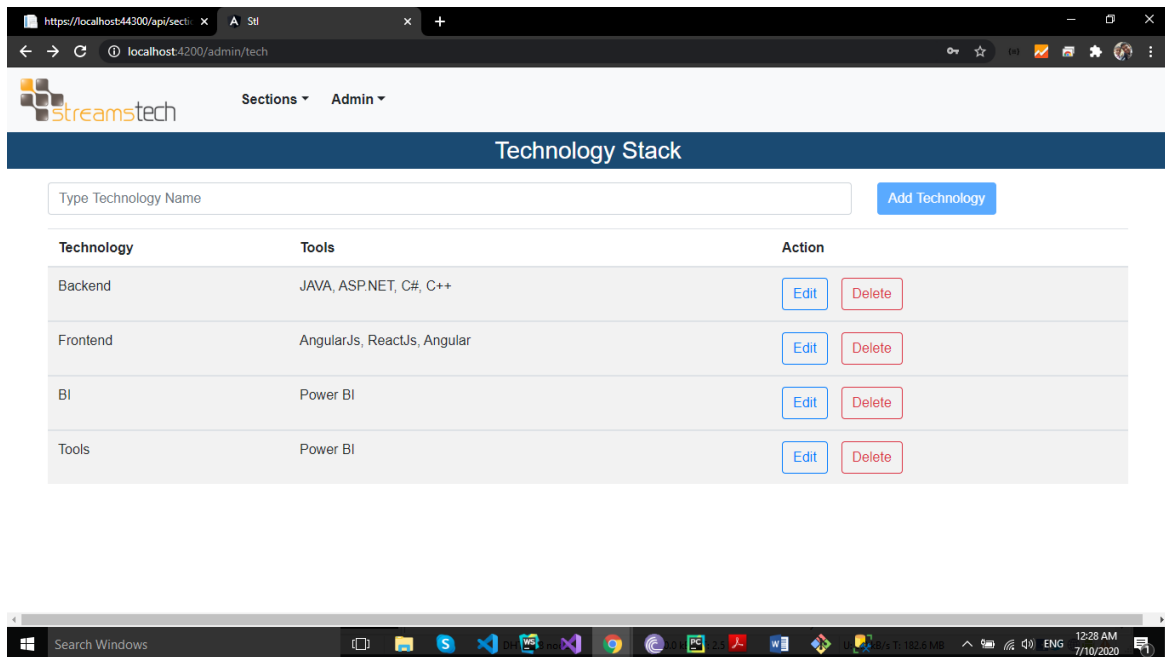 https://localhost:44300/api/secti
Stl
localhost:4200/admin/tech
streamstech
Sections
Admin
Technology Stack
Type Technology Name
Add Technology
Technology Tools Action
Backend JAVA, ASP.NET, C#, C++ Edit Delete
Frontend AngularJs, ReactJs, Angular Edit Delete
BI Power BI Edit Delete
Tools Power BI Edit Delete
Search Windows
ENG
12:28 AM
7/10/2020